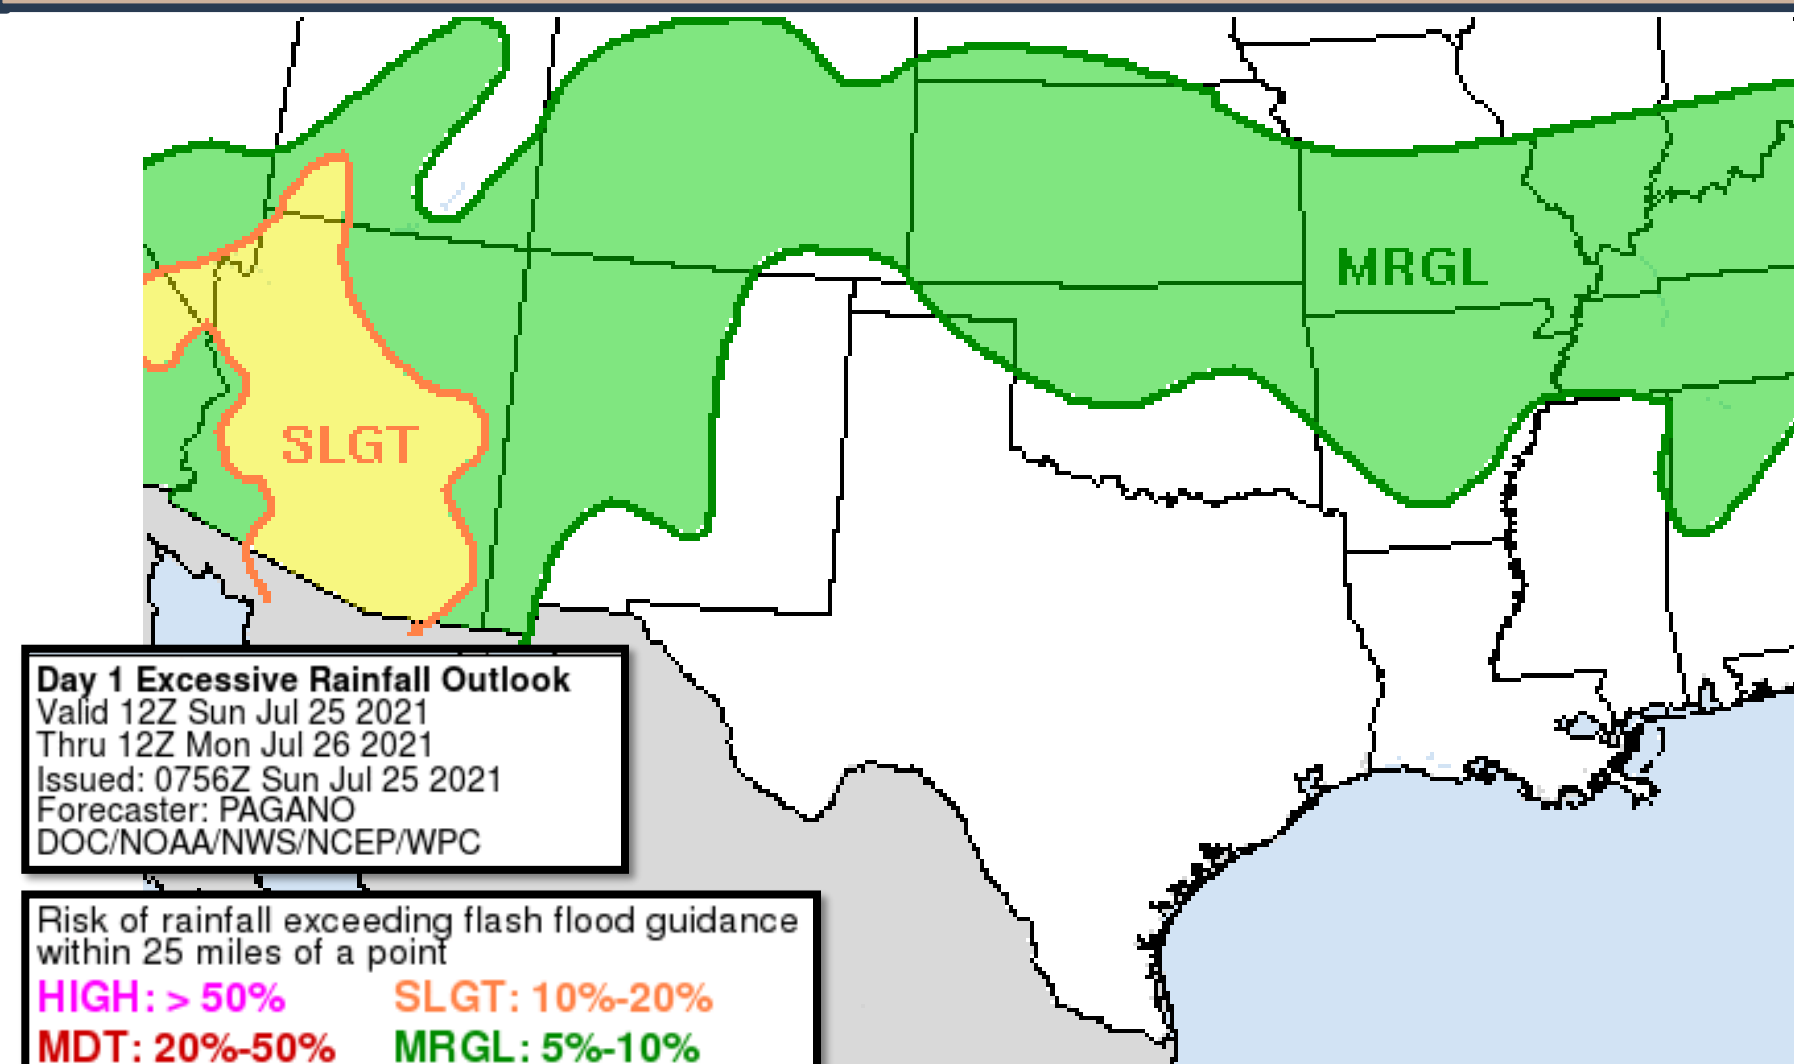 MRGL
SLGT
Day 1 Excessive Rainfall Outlook
Valid 12Z Sun Jul 25 2021
Thru 12Z Mon Jul 26 2021
Issued: 0756Z Sun Jul 25 2021
Forecaster: PAGANO
DOC/NOAA/NWS/NCEP/WPC
Risk of rainfall exceeding flash flood guidance
within 25 miles of a point
HIGH: > 50% SLGT: 10%-20%
MDT: 20%-50% MRGL: 5%-10%